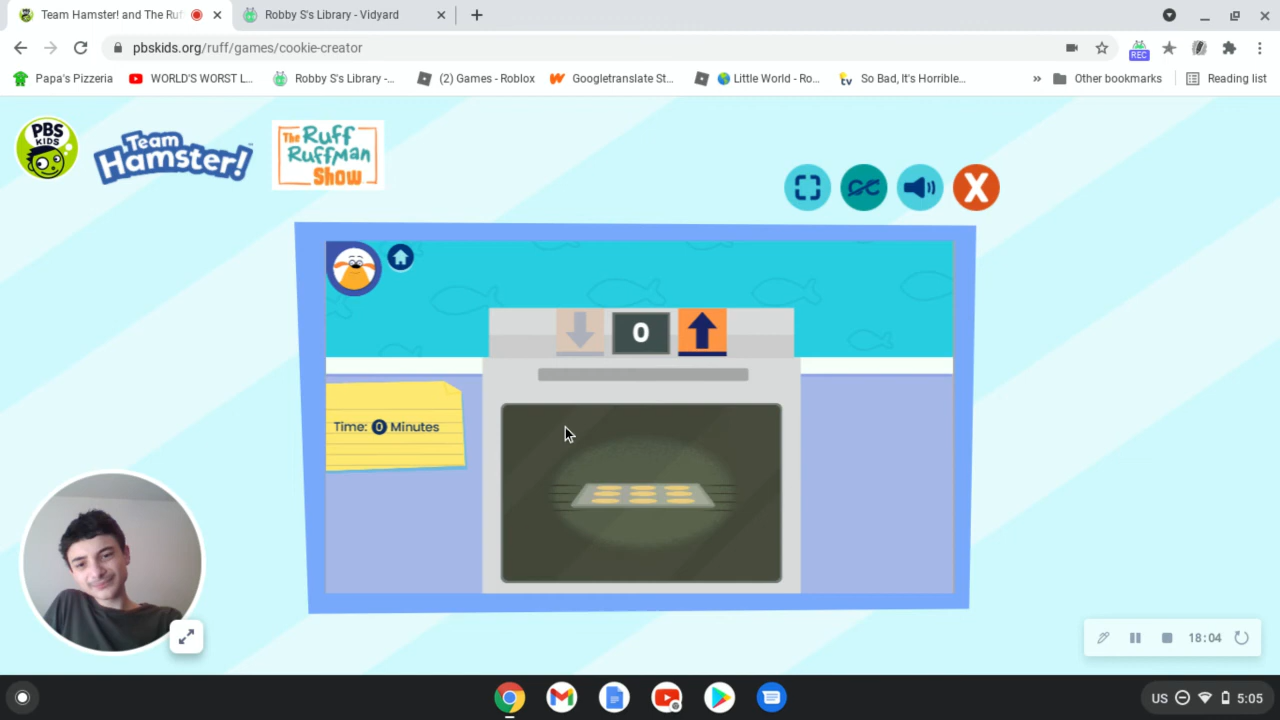 Team Hamster! and The Ruf
Robby S's Library - Vidyard
pbskids.org/ruff/games/cookie-creator
REC
Papa's Pizzeria
WORLD'S WORST L...
Robby S's Library -...
(2) Games - Roblox
Googletranslate St...
Little World - Ro...
tv
So Bad, It's Horrible...
»
Other bookmarks
Reading list
PBS KIDS
Team Hamster!
The Ruff Ruffman Show
CC
X
0
Time: 0 Minutes
18:04
US
5:05